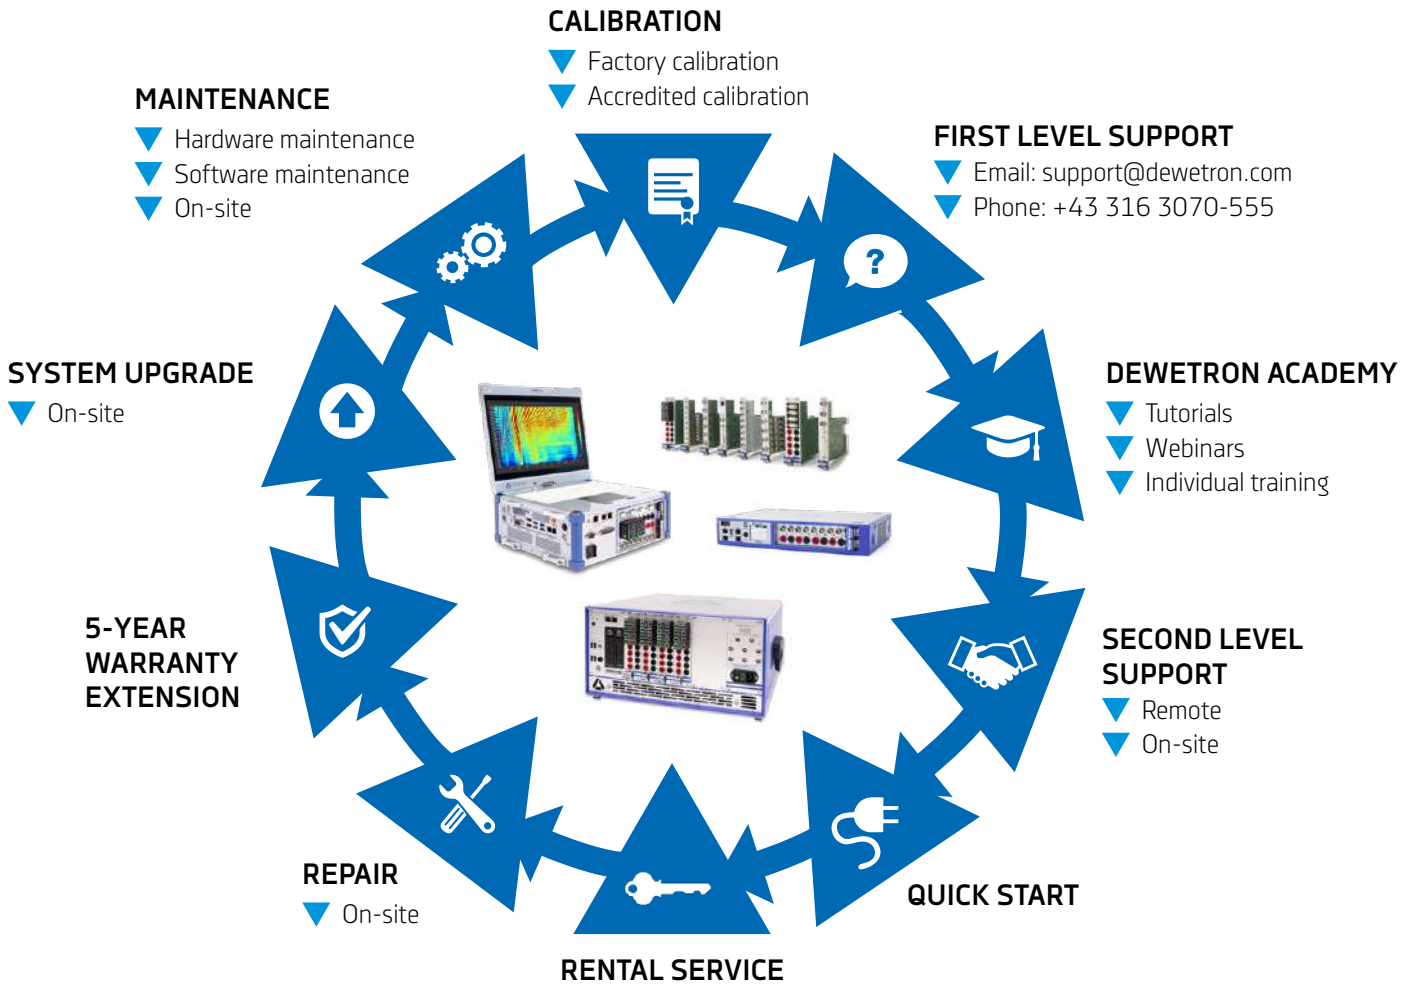 CALIBRATION
Factory calibration
Accredited calibration
FIRST LEVEL SUPPORT
Email: support@dewetron.com
Phone: +43 316 3070-555
DEWETRON ACADEMY
Tutorials
Webinars
Individual training
SECOND LEVEL
SUPPORT
Remote
On-site
QUICK START
RENTAL SERVICE
REPAIR
On-site
5-YEAR
WARRANTY
EXTENSION
SYSTEM UPGRADE
On-site
MAINTENANCE
Hardware maintenance
Software maintenance
On-site
?